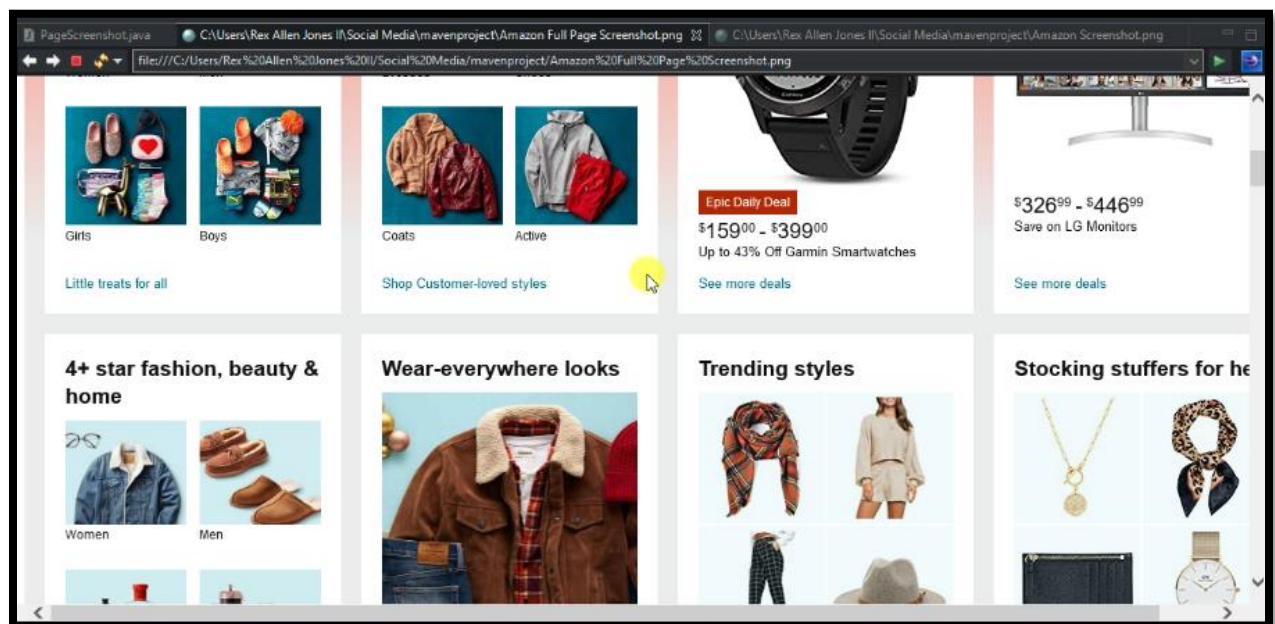 PageScreenshot.java
C:\Users\Rex Allen Jones II\Social Media\mavenproject\Amazon Full Page Screenshot.png
C:\Users\Rex Allen Jones II\Social Media\mavenproject\Amazon Screenshot.png
file:///C:/Users/Rex%20Allen%20Jones%20II/Social%20Media/mavenproject/Amazon%20Full%20Page%20Screenshot.png
Girls
Boys
Little treats for all
Coats
Active
Shop Customer-loved styles
Epic Daily Deal
$159⁰⁰ - $399⁰⁰
Up to 43% Off Garmin Smartwatches
See more deals
$326⁹⁹ - $446⁹⁹
Save on LG Monitors
See more deals
4+ star fashion, beauty &
home
Women
Men
Wear-everywhere looks
Trending styles
Stocking stuffers for he